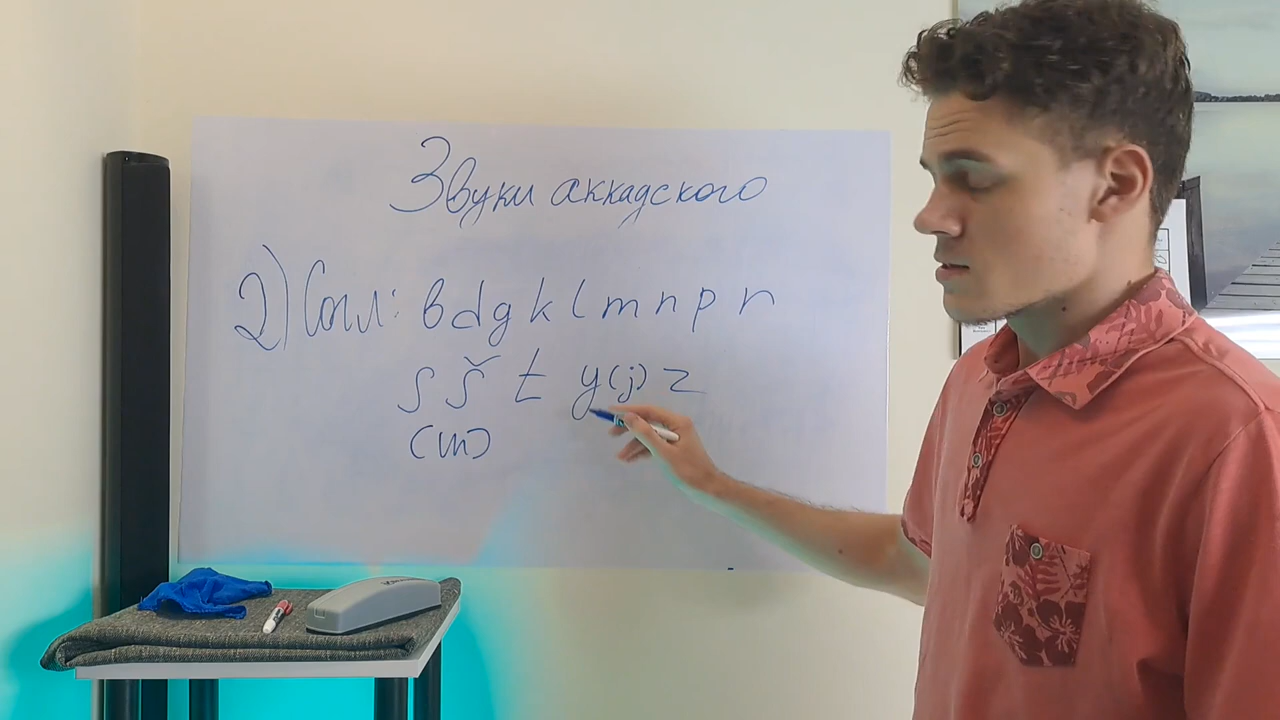 Звуки аккадского
2) Согл: b d g k l m n p r
s š t y (j) z
(ш)